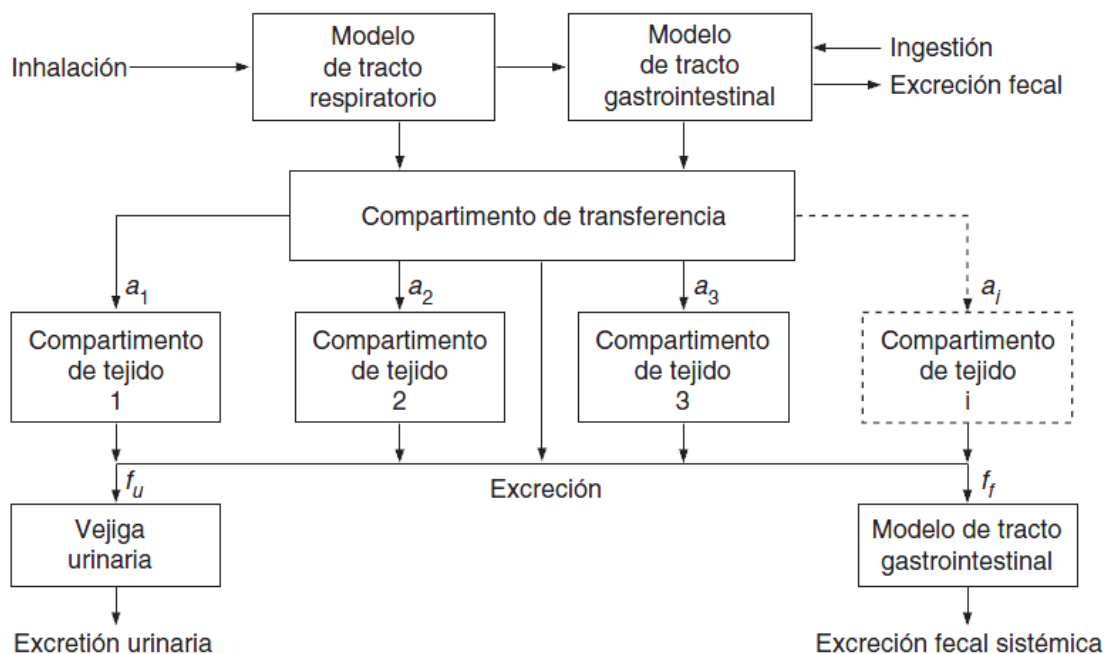 Inhalación
Modelo
de tracto
respiratorio
Modelo
de tracto
gastrointestinal
Ingestión
Excreción fecal
Compartimento de transferencia
a1
a2
a3
ai
Compartimento
de tejido
1
Compartimento
de tejido
2
Compartimento
de tejido
3
Compartimento
de tejido
i
fu
Excreción
ff
Vejiga
urinaria
Modelo de tracto
gastrointestinal
Excretión urinaria
Excreción fecal sistémica